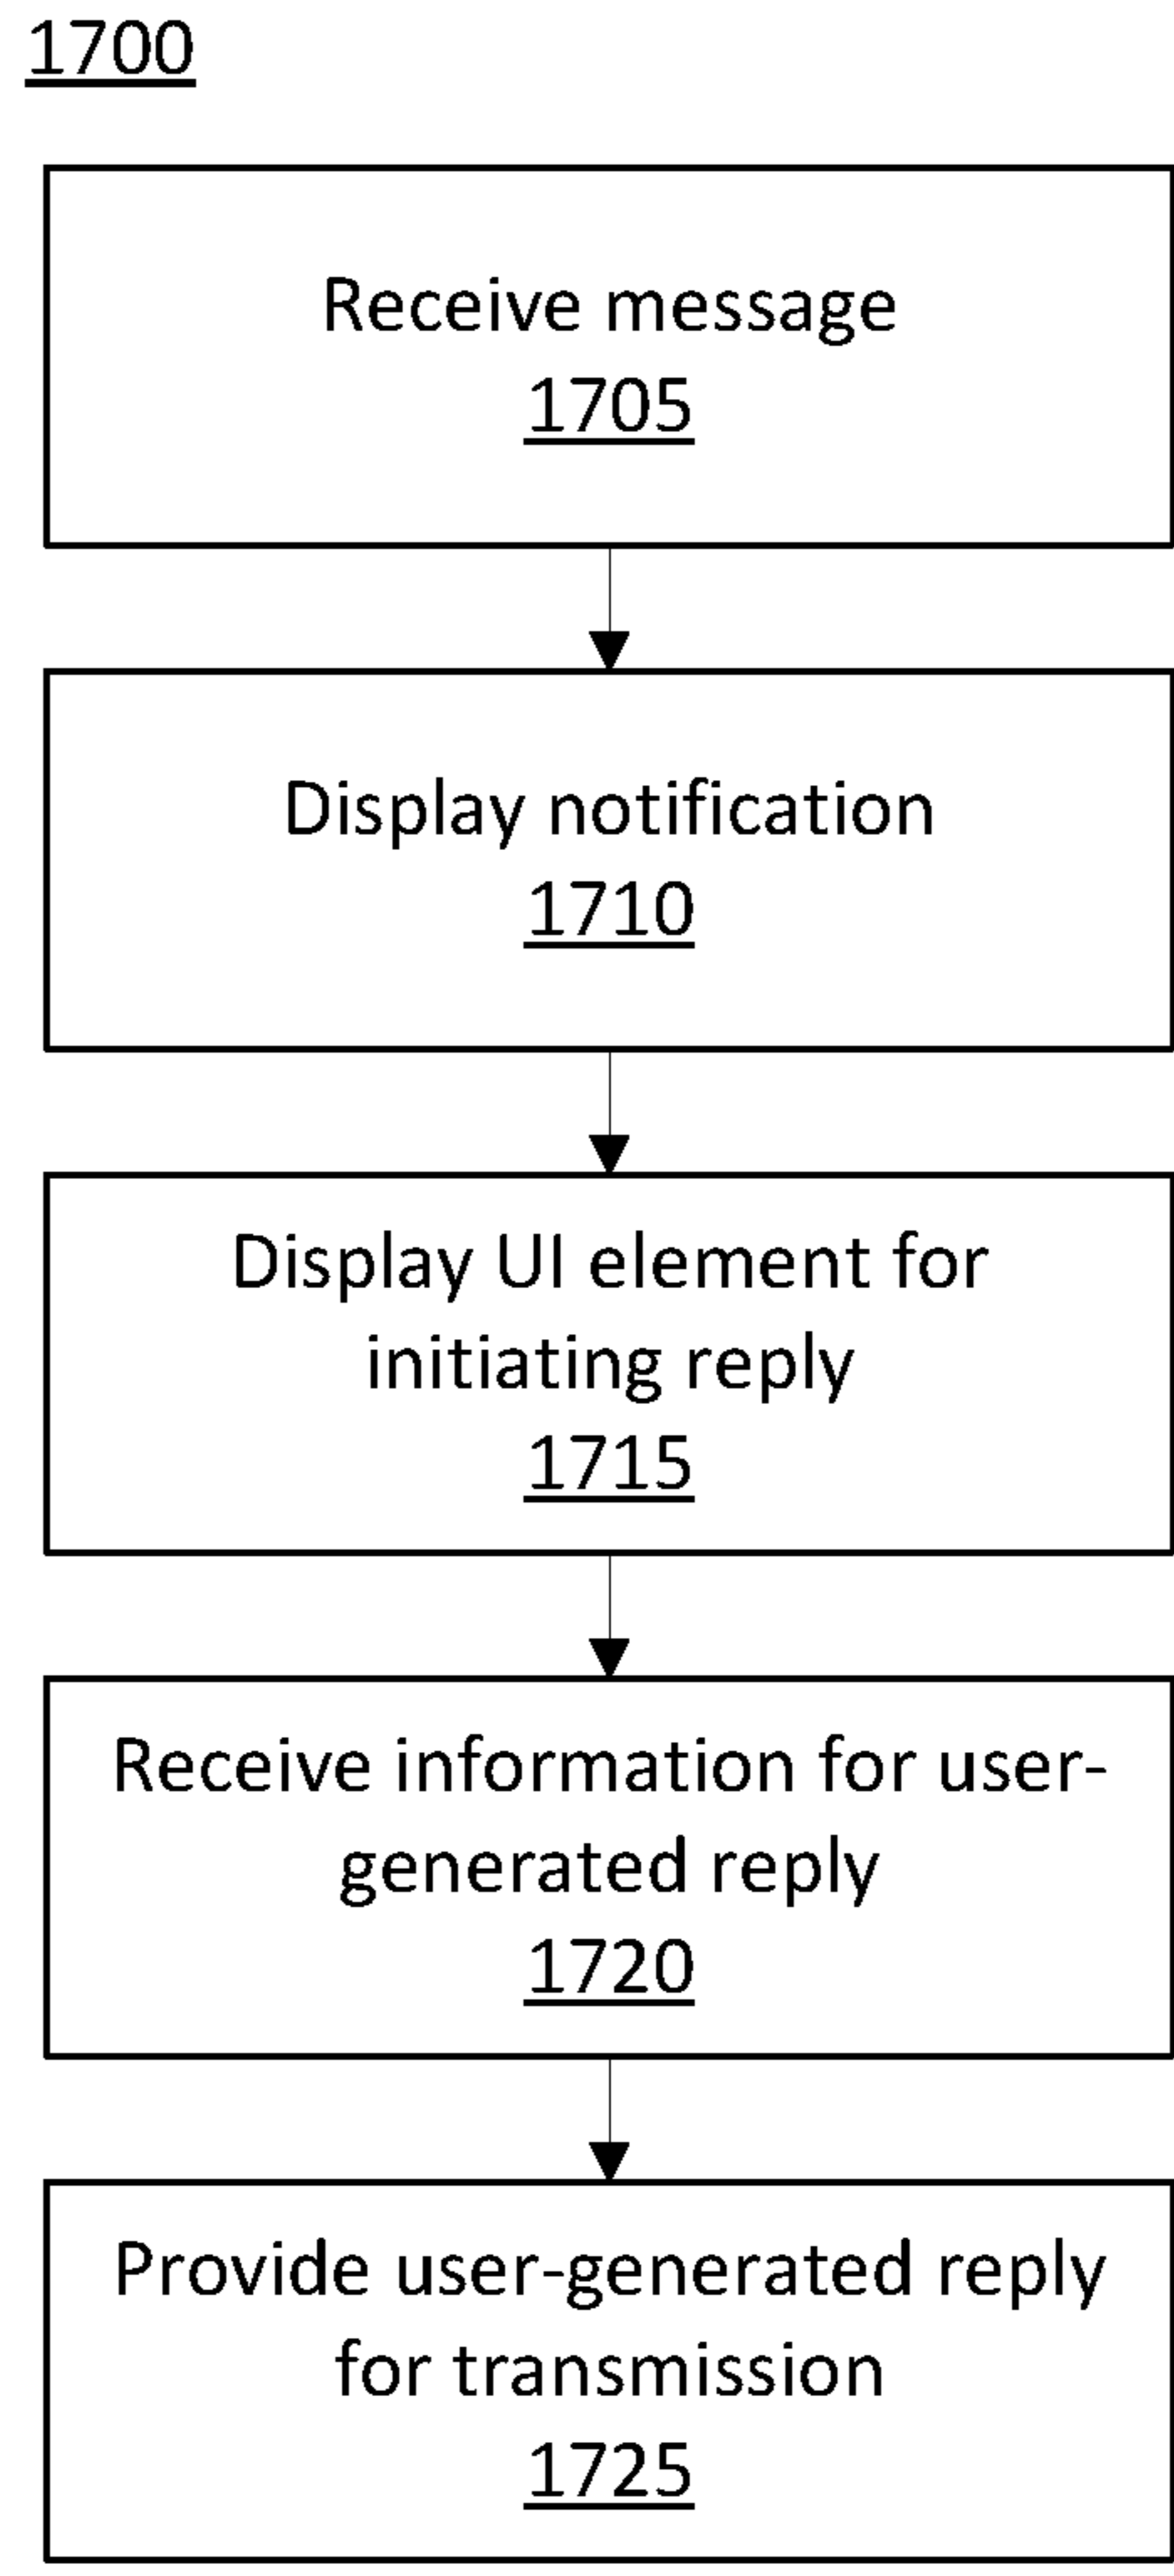 1700
Receive message
1705
Display notification
1710
Display UI element for
initiating reply
1715
Receive information for user-
generated reply
1720
Provide user-generated reply
for transmission
1725